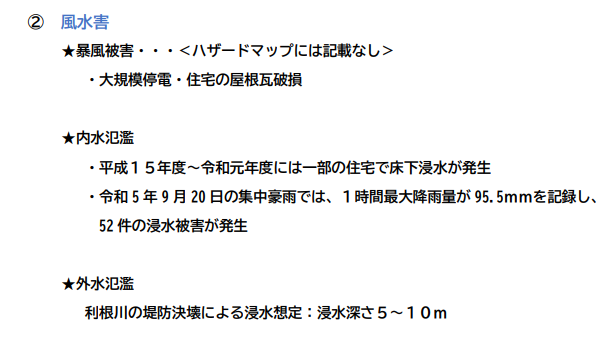 ② 風水害
★暴風被害・・・＜ハザードマップには記載なし＞
・大規模停電・住宅の屋根瓦破損
★内水氾濫
・平成１５年度～令和元年度には一部の住宅で床下浸水が発生
・令和 5 年 9 月 20 日の集中豪雨では、１時間最大降雨量が 95.5mmを記録し、
52 件の浸水被害が発生
★外水氾濫
利根川の堤防決壊による浸水想定：浸水深さ５～１０ｍ